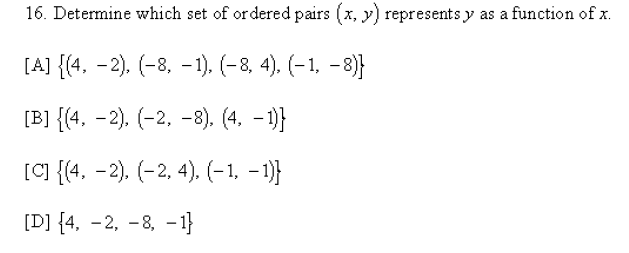 16. Determine which set of ordered pairs (x, y) represents y as a function of x.
[A] {(4, −2), (−8, −1), (−8, 4), (−1, −8)}
[B] {(4, −2), (−2, −8), (4, −1)}
[C] {(4, −2), (−2, 4), (−1, −1)}
[D] {4, −2, −8, −1}